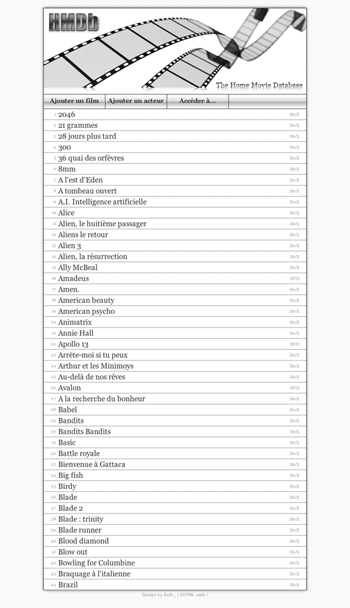 HMDb
The Home Movie Database
Ajouter un film Ajouter un acteur Accéder à...
1 2046 DivX
2 21 grammes DivX
3 28 jours plus tard DivX
4 300 DivX
5 36 quai des orfèvres DivX
6 8mm DivX
7 A l'est d'Eden DivX
8 A tombeau ouvert DivX
9 A.I. Intelligence artificielle DivX
10 Alice DivX
11 Alien, le huitième passager DivX
12 Aliens le retour DivX
13 Alien 3 DivX
14 Alien, la résurrection DivX
15 Ally McBeal DivX
16 Amadeus DVD
17 Amen. DivX
18 American beauty DivX
19 American psycho DivX
20 Animatrix DivX
21 Annie Hall DivX
22 Apollo 13 DVD
23 Arrête-moi si tu peux DivX
24 Arthur et les Minimoys DivX
25 Au-delà de nos rêves DivX
26 Avalon DVD
27 A la recherche du bonheur DivX
28 Babel DivX
29 Bandits DivX
30 Bandits Bandits DivX
31 Basic DivX
32 Battle royale DivX
33 Bienvenue à Gattaca DivX
34 Big fish DivX
35 Birdy DivX
36 Blade DivX
37 Blade 2 DivX
38 Blade : trinity DivX
39 Blade runner DivX
40 Blood diamond DivX
41 Blow out DivX
42 Bowling for Columbine DivX
43 Braquage à l'italienne DivX
44 Brazil DivX